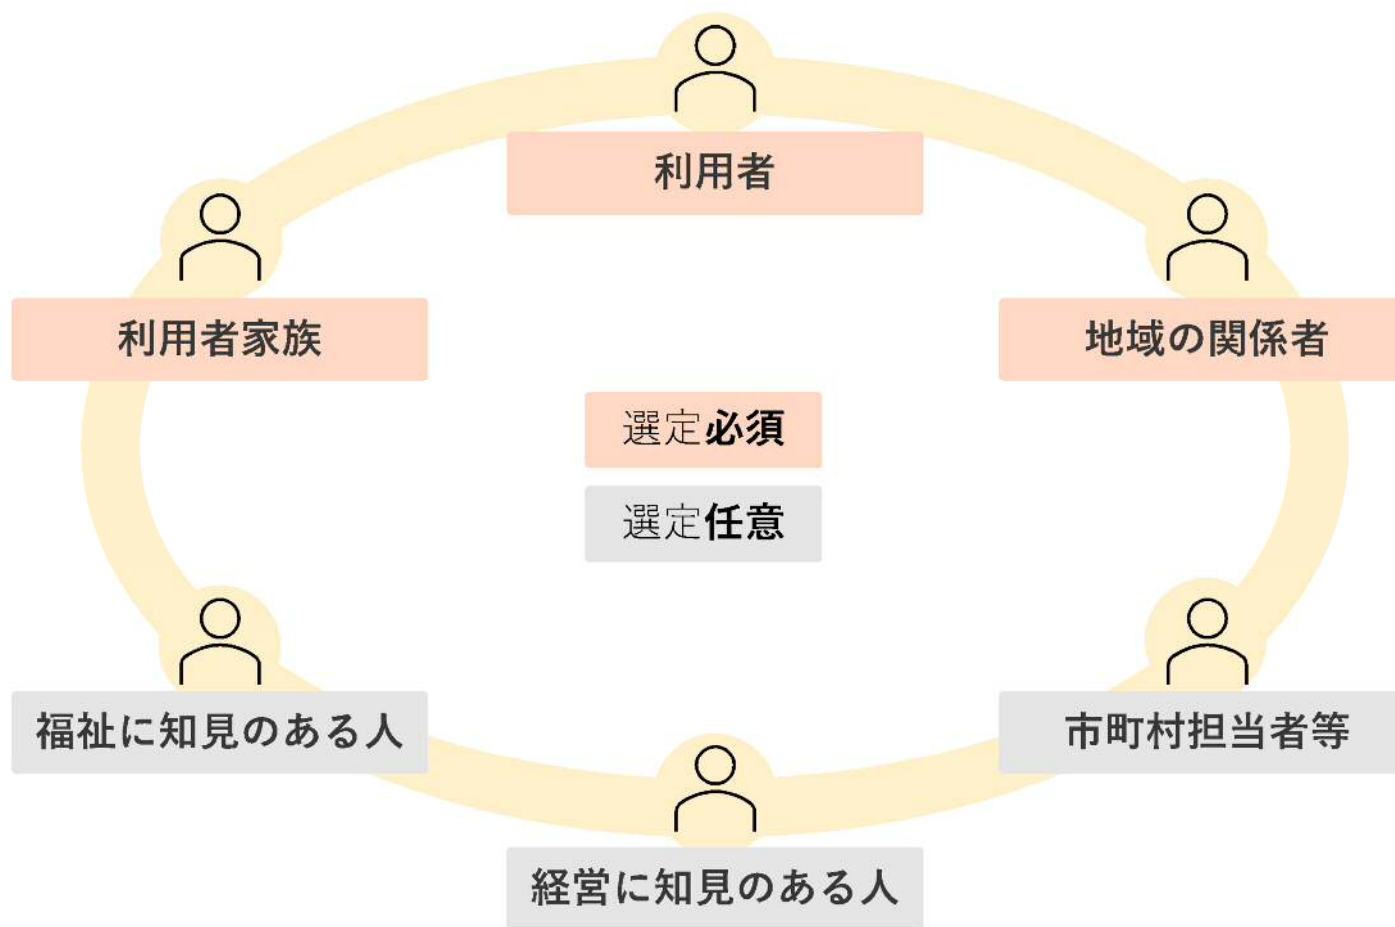 利用者
利用者家族
地域の関係者
選定必須
選定任意
福祉に知見のある人
市町村担当者等
経営に知見のある人